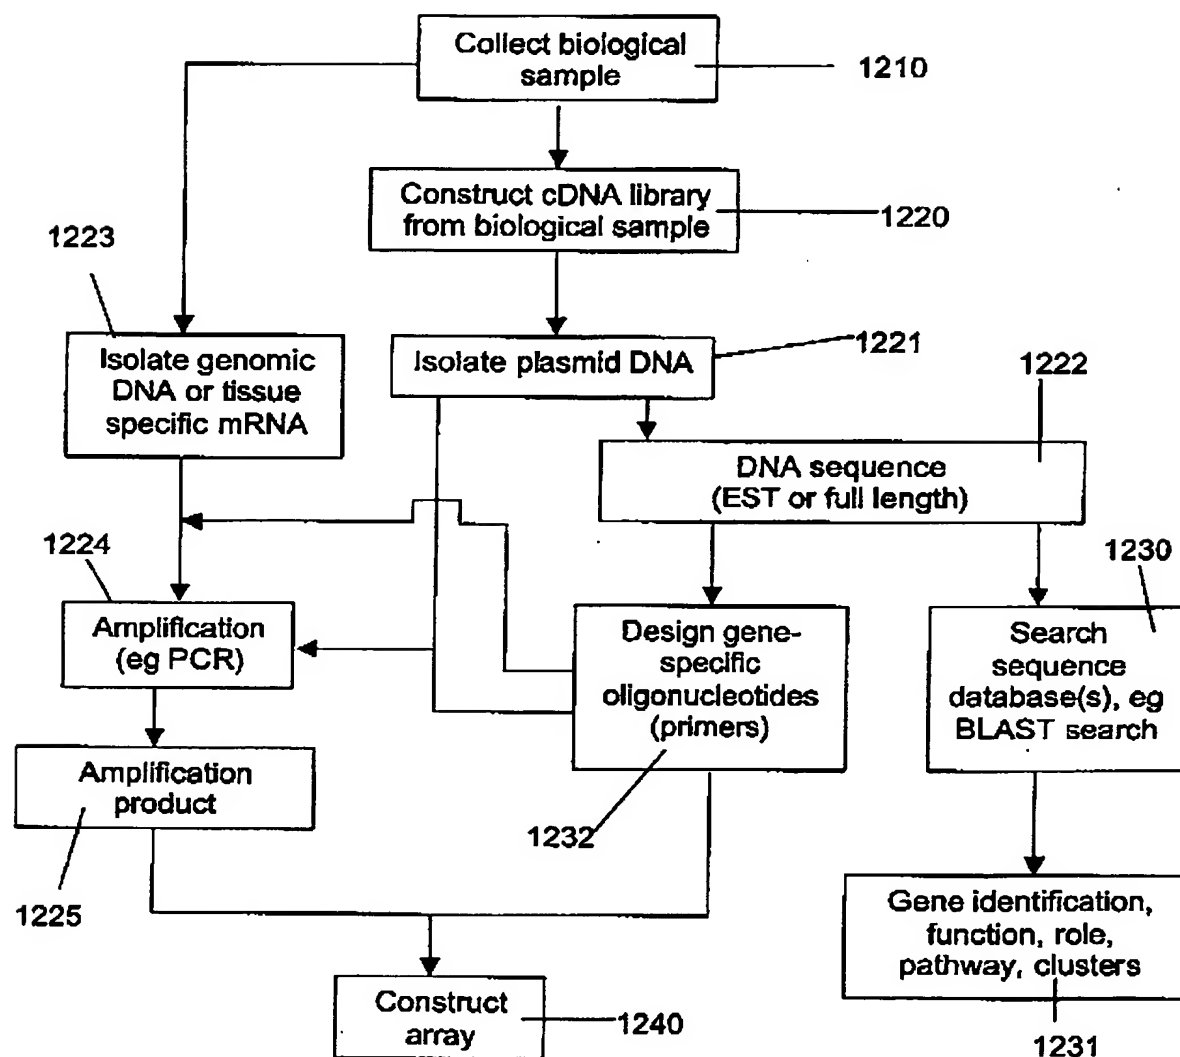 Collect biological
sample
1210
Construct cDNA library
from biological sample
1220
1223
Isolate genomic
DNA or tissue
specific mRNA
Isolate plasmid DNA
1221
1222
DNA sequence
(EST or full length)
1224
Amplification
(eg PCR)
Design gene-
specific
oligonucleotides
(primers)
1230
Search
sequence
database(s), eg
BLAST search
Amplification
product
1232
1225
Gene identification,
function, role,
pathway, clusters
Construct
array
1240
1231